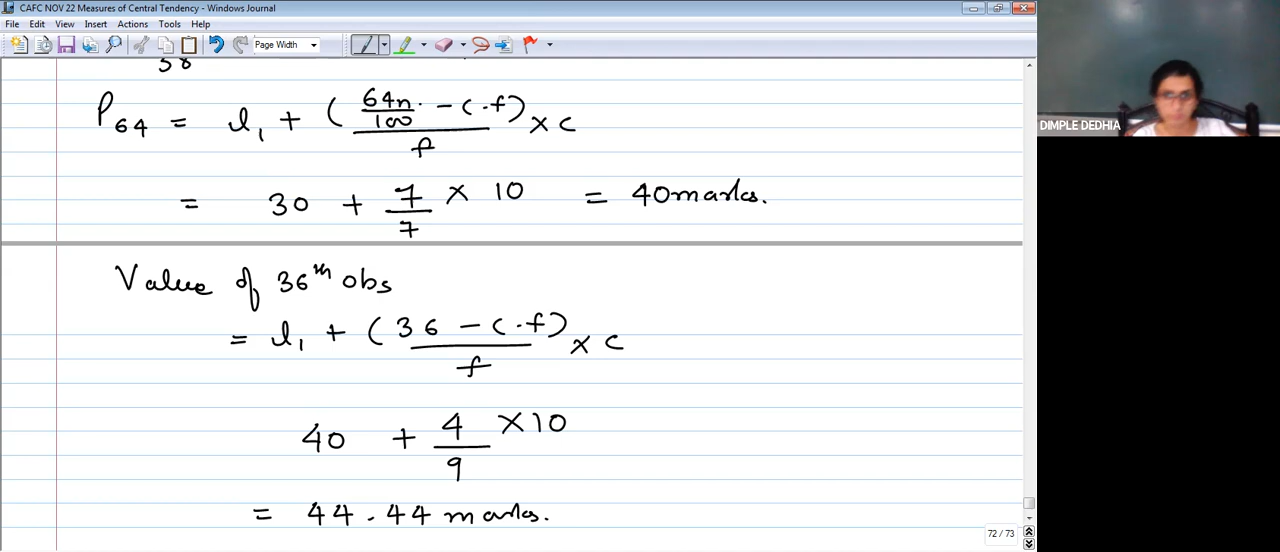 CAFC NOV 22 Measures of Central Tendency - Windows Journal
File Edit View Insert Actions Tools Help
Page Width
58
P64 = l1 + (64n/100 - c.f)/f × c
= 30 + 7/7 × 10 = 40 marks.
Value of 36th obs
= l1 + (36 - c.f)/f × c
40 + 4/9 × 10
= 44.44 marks.
72 / 73
DIMPLE DEDHIA